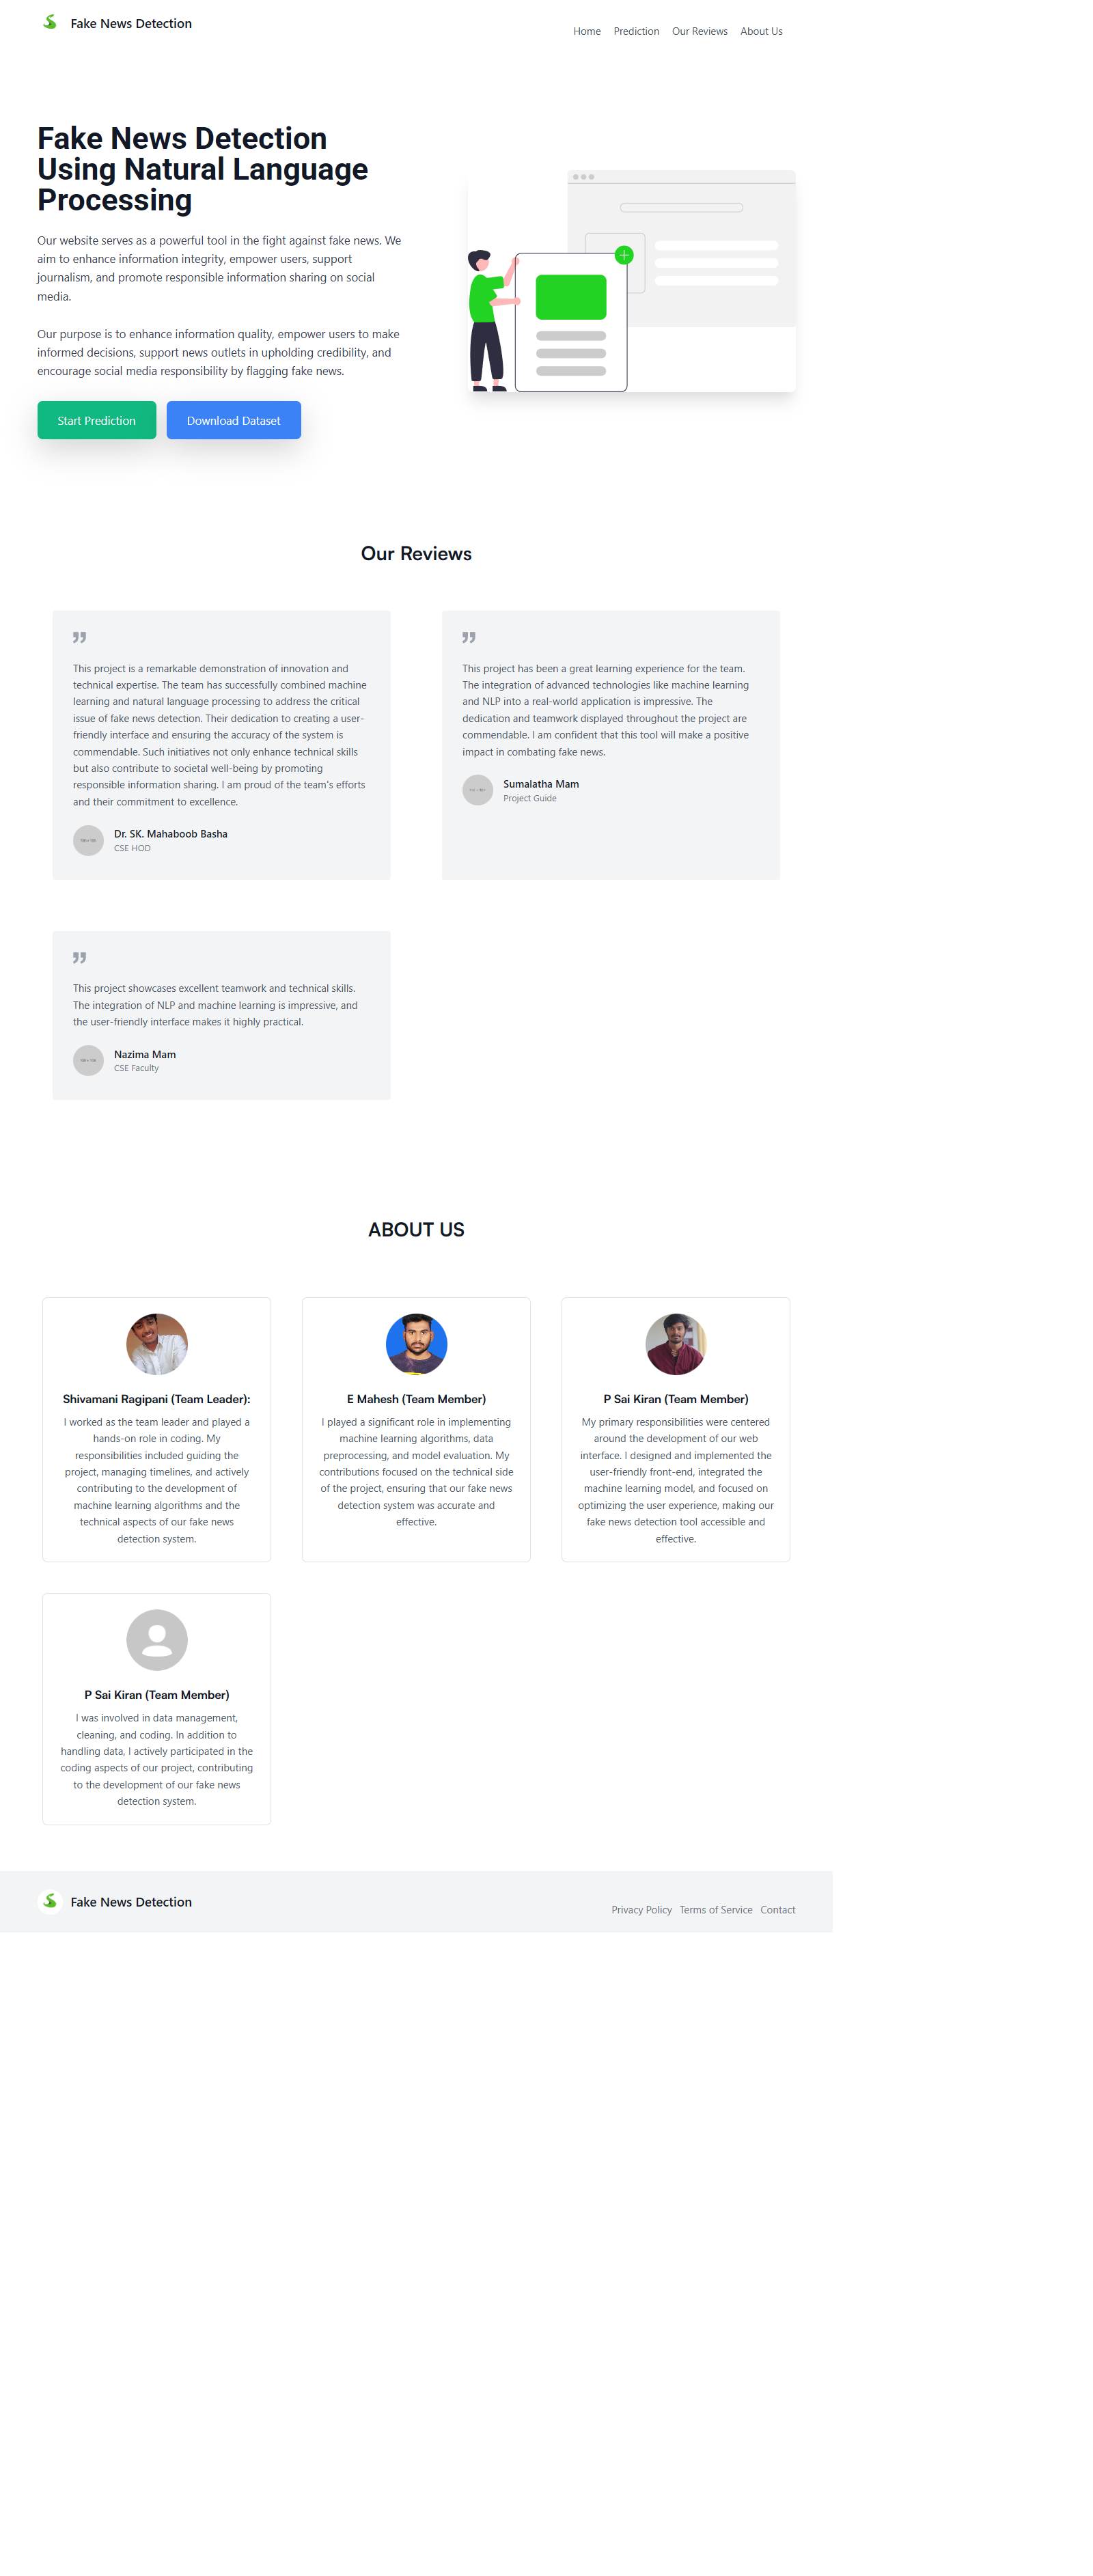 Fake News Detection
Home Prediction Our Reviews About Us
Fake News Detection
Using Natural Language
Processing
Our website serves as a powerful tool in the fight against fake news. We
aim to enhance information integrity, empower users, support
journalism, and promote responsible information sharing on social
media.
Our purpose is to enhance information quality, empower users to make
informed decisions, support news outlets in upholding credibility, and
encourage social media responsibility by flagging fake news.
Start Prediction Download Dataset
Our Reviews
This project is a remarkable demonstration of innovation and
technical expertise. The team has successfully combined machine
learning and natural language processing to address the critical
issue of fake news detection. Their dedication to creating a user-
friendly interface and ensuring the accuracy of the system is
commendable. Such initiatives not only enhance technical skills
but also contribute to societal well-being by promoting
responsible information sharing. I am proud of the team's efforts
and their commitment to excellence.
Dr. SK. Mahaboob Basha
CSE HOD
This project has been a great learning experience for the team.
The integration of advanced technologies like machine learning
and NLP into a real-world application is impressive. The
dedication and teamwork displayed throughout the project are
commendable. I am confident that this tool will make a positive
impact in combating fake news.
Sumalatha Mam
Project Guide
This project showcases excellent teamwork and technical skills.
The integration of NLP and machine learning is impressive, and
the user-friendly interface makes it highly practical.
Nazima Mam
CSE Faculty
ABOUT US
Shivamani Ragipani (Team Leader):
I worked as the team leader and played a
hands-on role in coding. My
responsibilities included guiding the
project, managing timelines, and actively
contributing to the development of
machine learning algorithms and the
technical aspects of our fake news
detection system.
E Mahesh (Team Member)
I played a significant role in implementing
machine learning algorithms, data
preprocessing, and model evaluation. My
contributions focused on the technical side
of the project, ensuring that our fake news
detection system was accurate and
effective.
P Sai Kiran (Team Member)
My primary responsibilities were centered
around the development of our web
interface. I designed and implemented the
user-friendly front-end, integrated the
machine learning model, and focused on
optimizing the user experience, making our
fake news detection tool accessible and
effective.
P Sai Kiran (Team Member)
I was involved in data management,
cleaning, and coding. In addition to
handling data, I actively participated in the
coding aspects of our project, contributing
to the development of our fake news
detection system.
Fake News Detection
Privacy Policy Terms of Service Contact